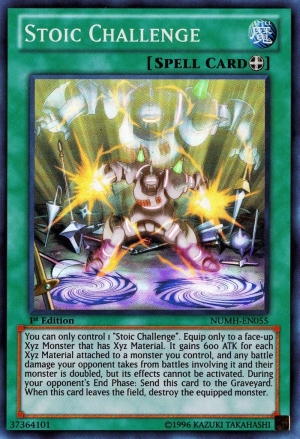 STOIC CHALLENGE
[SPELL CARD]
1st Edition
NUMH-EN055
You can only control 1 "Stoic Challenge". Equip only to a face-up
Xyz Monster that has Xyz Material. It gains 600 ATK for each
Xyz Material attached to a monster you control, and any battle
damage your opponent takes from battles involving it and their
monster is doubled, but its effects cannot be activated. During
your opponent's End Phase: Send this card to the Graveyard.
When this card leaves the field, destroy the equipped monster.
37364101
©1996 KAZUKI TAKAHASHI